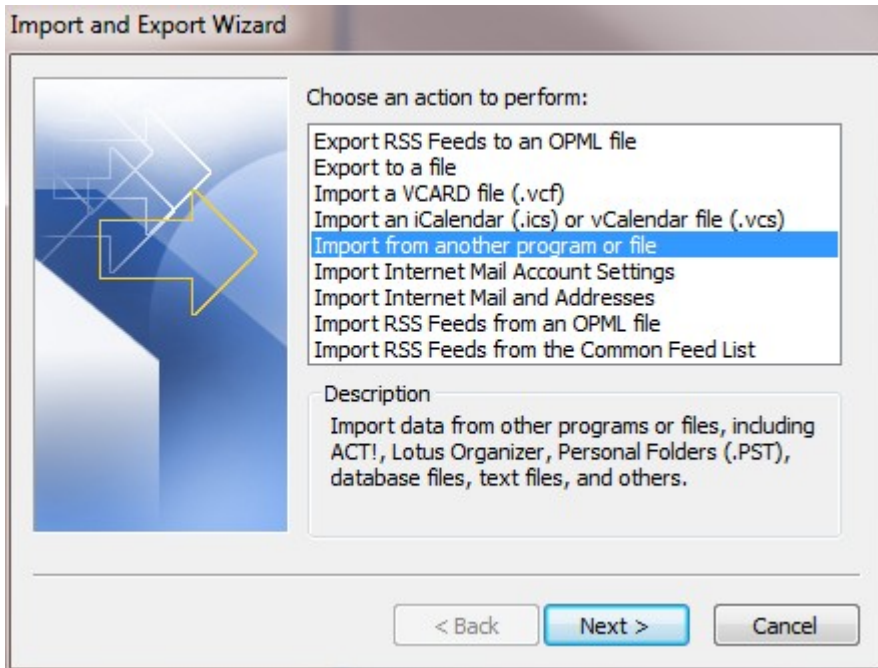 Import and Export Wizard
Choose an action to perform:
Export RSS Feeds to an OPML file
Export to a file
Import a VCARD file (.vcf)
Import an iCalendar (.ics) or vCalendar file (.vcs)
Import from another program or file
Import Internet Mail Account Settings
Import Internet Mail and Addresses
Import RSS Feeds from an OPML file
Import RSS Feeds from the Common Feed List
Description
Import data from other programs or files, including
ACT!, Lotus Organizer, Personal Folders (.PST),
database files, text files, and others.
< Back
Next >
Cancel